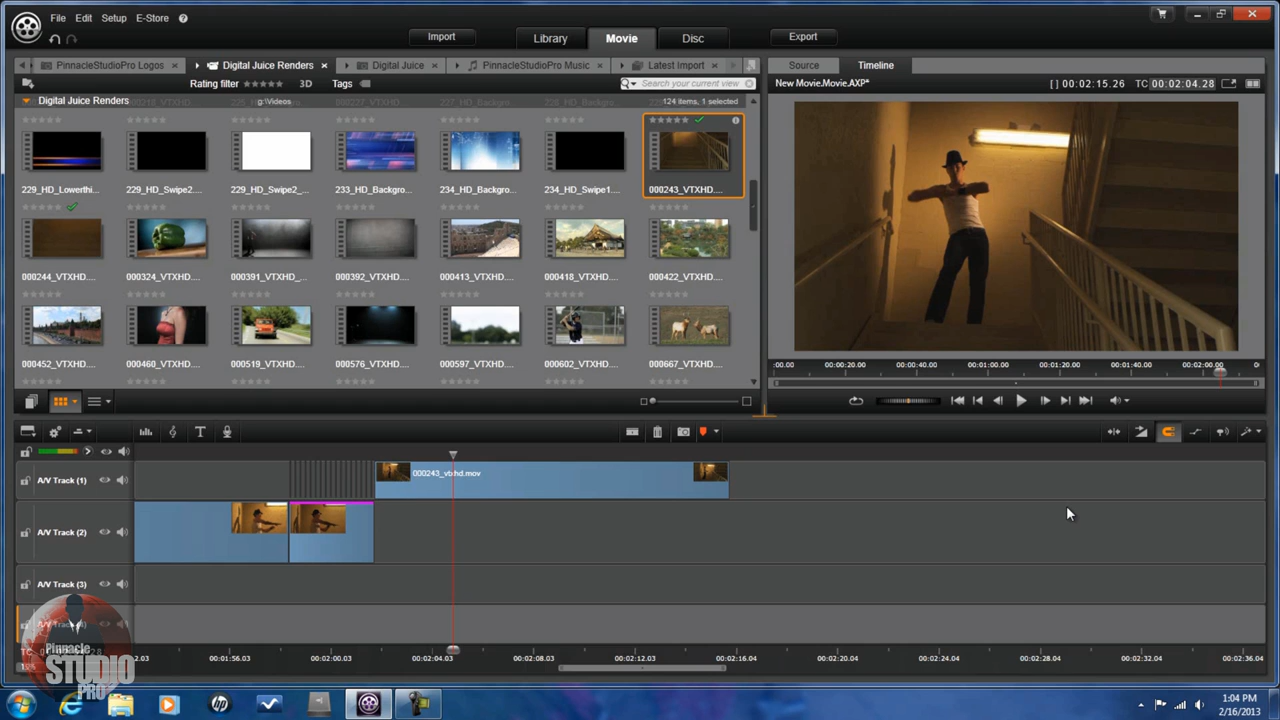 File Edit Setup E-Store ?
Import Library Movie Disc Export
PinnacleStudioPro Logos × Digital Juice Renders × Digital Juice × PinnacleStudioPro Music × Latest Import ×
Source Timeline
Rating filter 3D Tags Search your current view
New Movie.Movie.AXP* [ ] 00:02:15.26 TC 00:02:04.28
Digital Juice Renders g:\Videos 124 items, 1 selected
229_HD_Lowerthi... 229_HD_Swipe2.... 229_HD_Swipe2_... 233_HD_Backgro... 234_HD_Backgro... 234_HD_Swipe1.... 000243_VTXHD....
000244_VTXHD.... 000324_VTXHD.... 000391_VTXHD_... 000392_VTXHD.... 000413_VTXHD.... 000418_VTXHD.... 000422_VTXHD....
000452_VTXHD.... 000460_VTXHD.... 000519_VTXHD.... 000576_VTXHD.... 000597_VTXHD.... 000602_VTXHD.... 000667_VTXHD....
:00.00 00:00:20.00 00:00:40.00 00:01:00.00 00:01:20.00 00:01:40.00 00:02:00.00
A/V Track (1) 000243_vtxhd.mov
A/V Track (2)
A/V Track (3)
00:01:56.03 00:02:00.03 00:02:04.03 00:02:08.03 00:02:12.03 00:02:16.04 00:02:20.04 00:02:24.04 00:02:28.04 00:02:32.04 00:02:36.04
Pinnacle
STUDIO
PRO
1:04 PM
2/16/2013